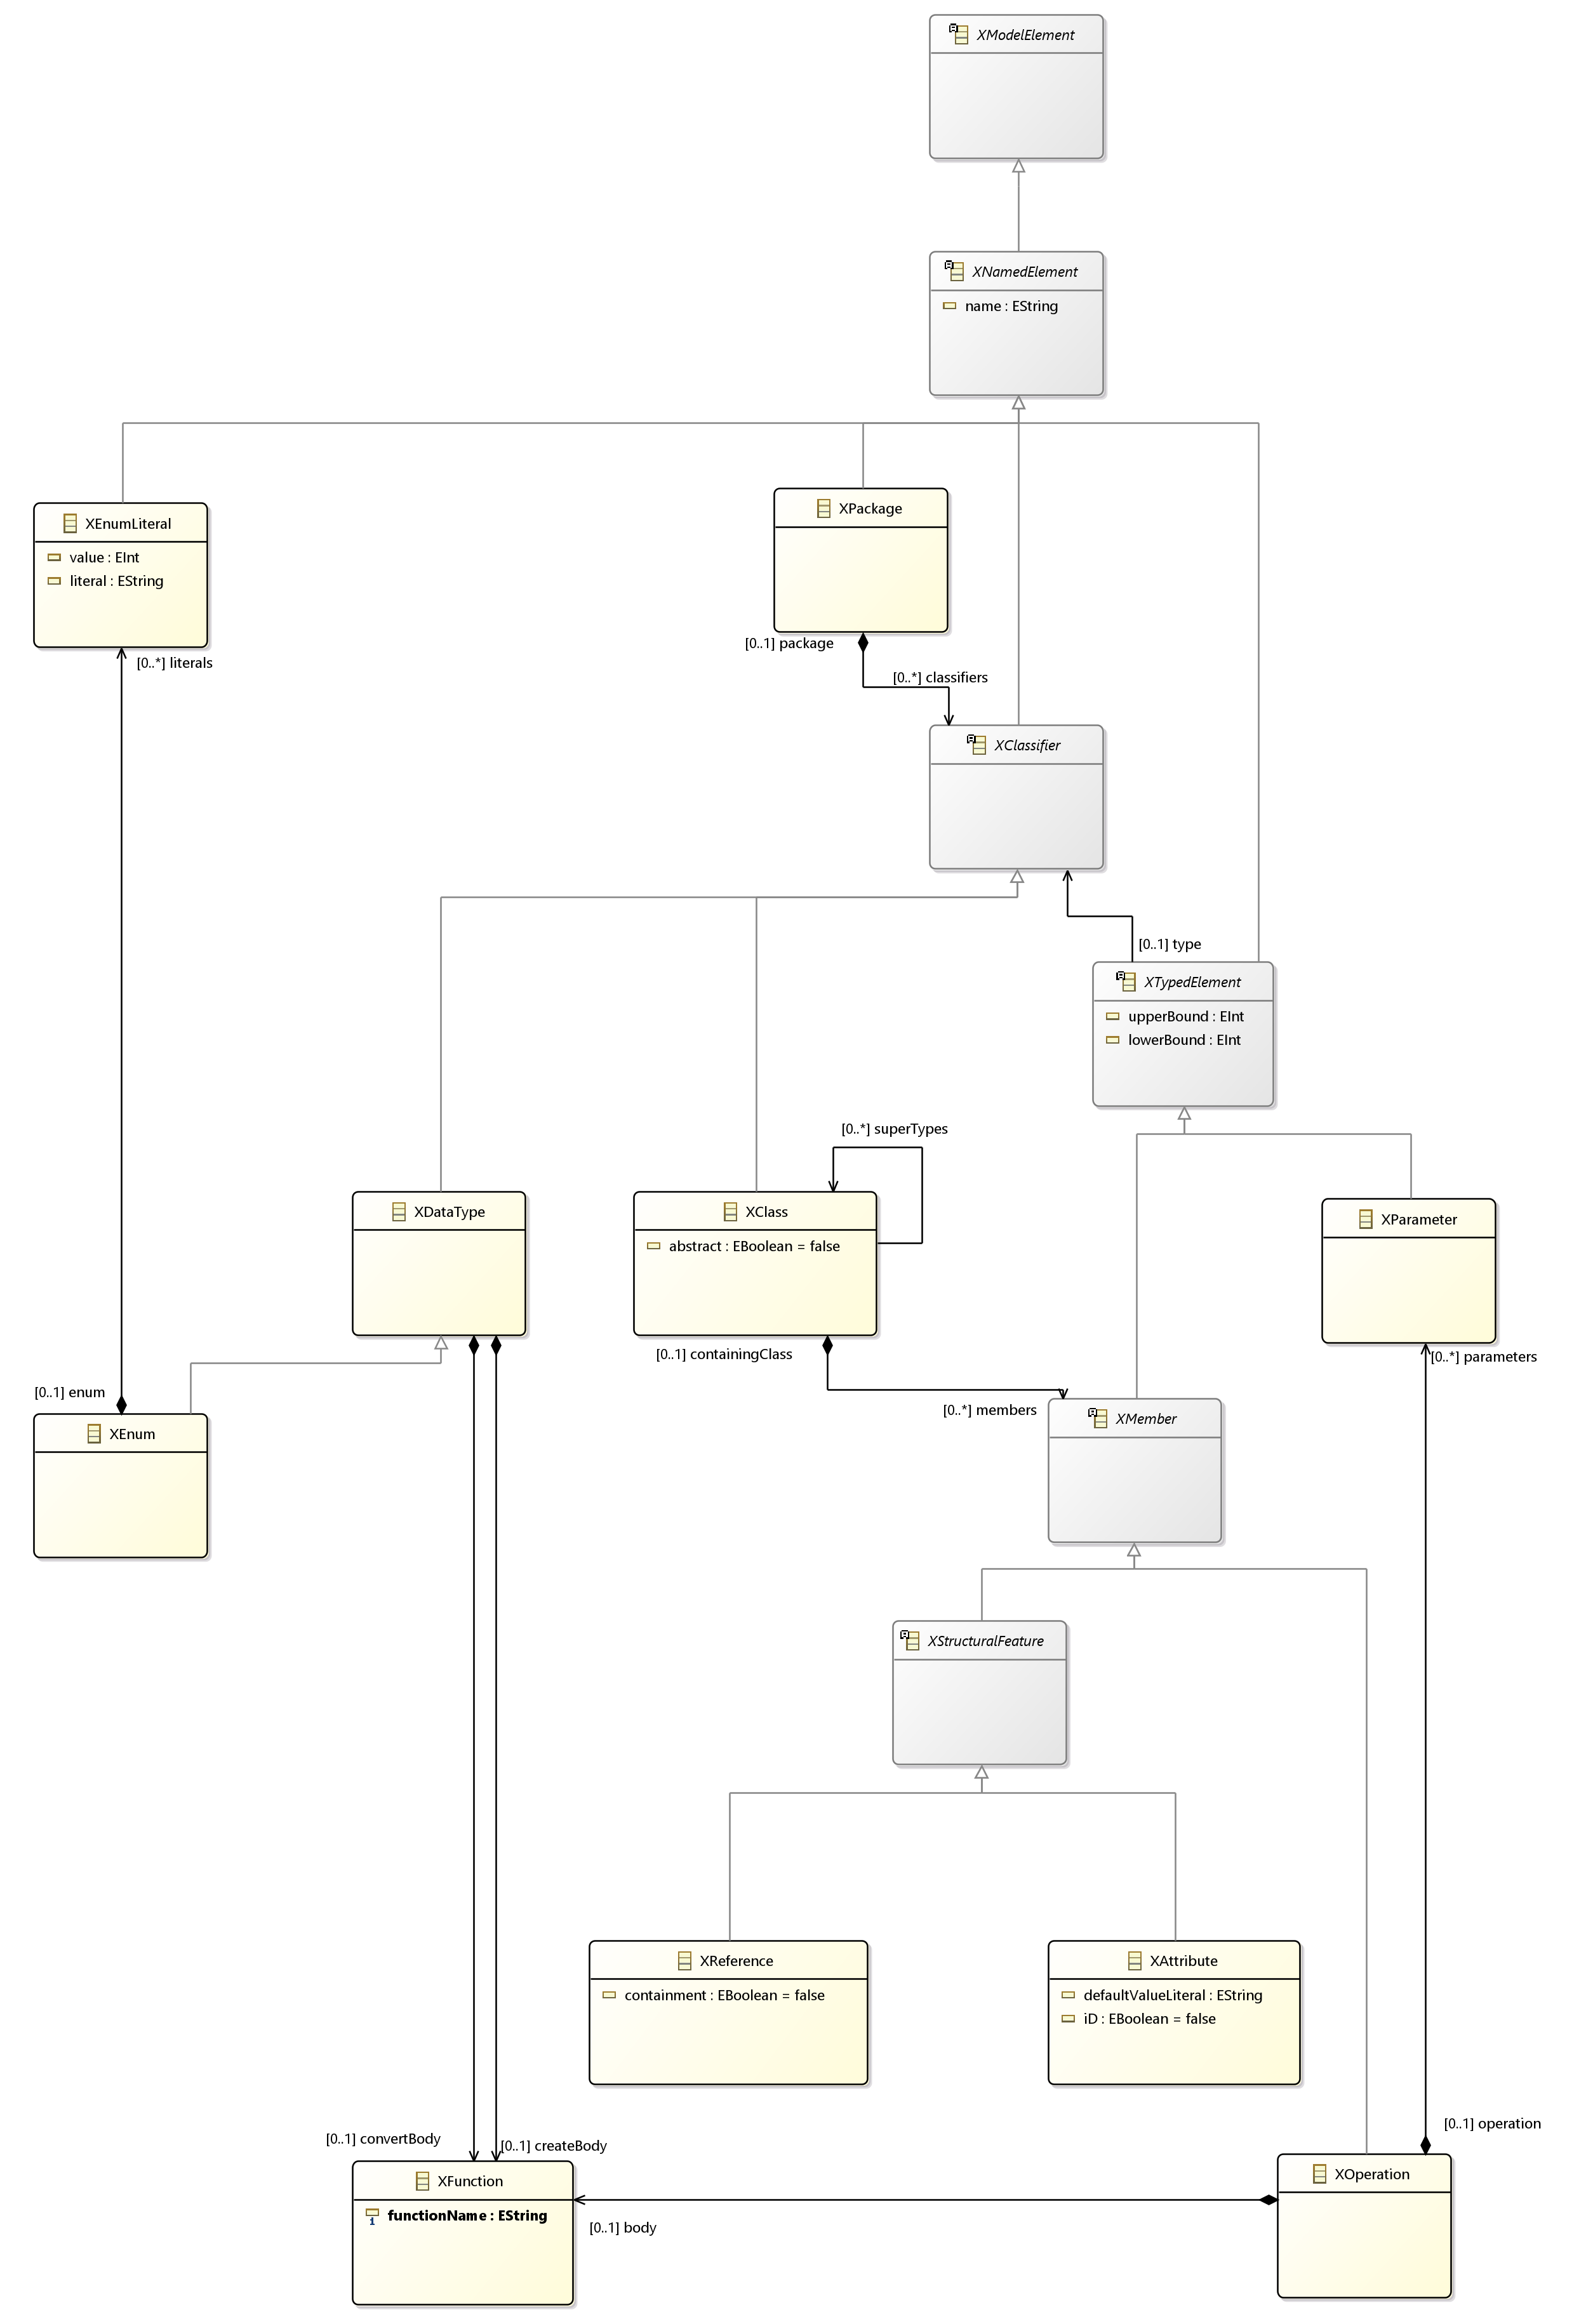 XModelElement
XNamedElement
name : EString
XEnumLiteral
value : EInt
literal : EString
XPackage
[0..1] package
[0..*] literals
[0..*] classifiers
XClassifier
[0..1] type
XTypedElement
upperBound : EInt
lowerBound : EInt
[0..*] superTypes
XDataType
XClass
abstract : EBoolean = false
XParameter
[0..1] containingClass
[0..*] parameters
[0..1] enum
[0..*] members
XEnum
XMember
XStructuralFeature
XReference
containment : EBoolean = false
XAttribute
defaultValueLiteral : EString
iD : EBoolean = false
[0..1] operation
[0..1] convertBody
[0..1] createBody
XFunction
functionName : EString
XOperation
[0..1] body